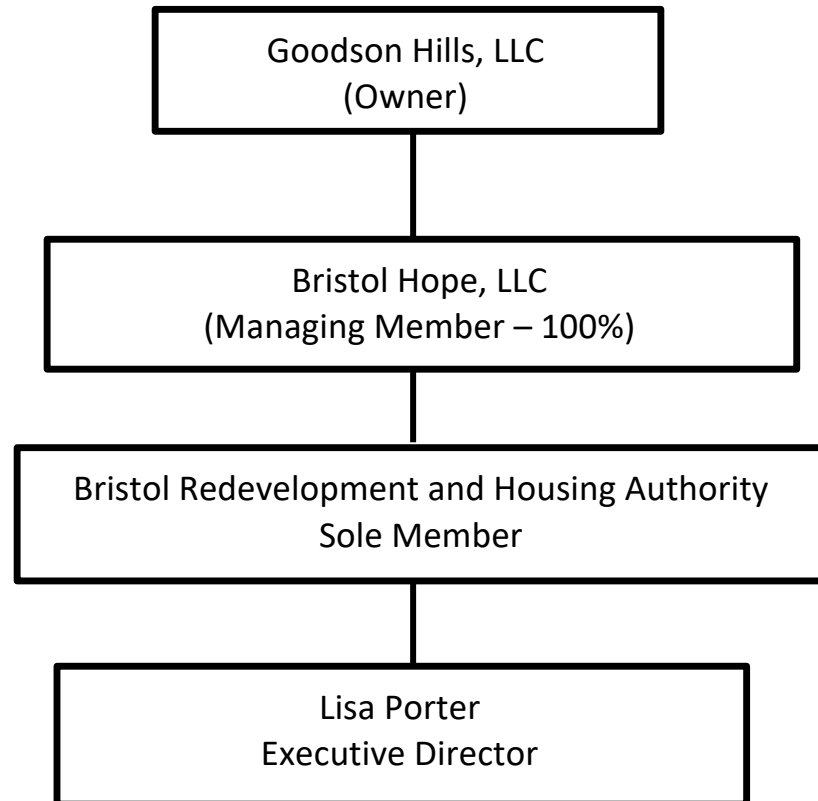 Goodson Hills, LLC
(Owner)
Bristol Hope, LLC
(Managing Member – 100%)
Bristol Redevelopment and Housing Authority
Sole Member
Lisa Porter
Executive Director